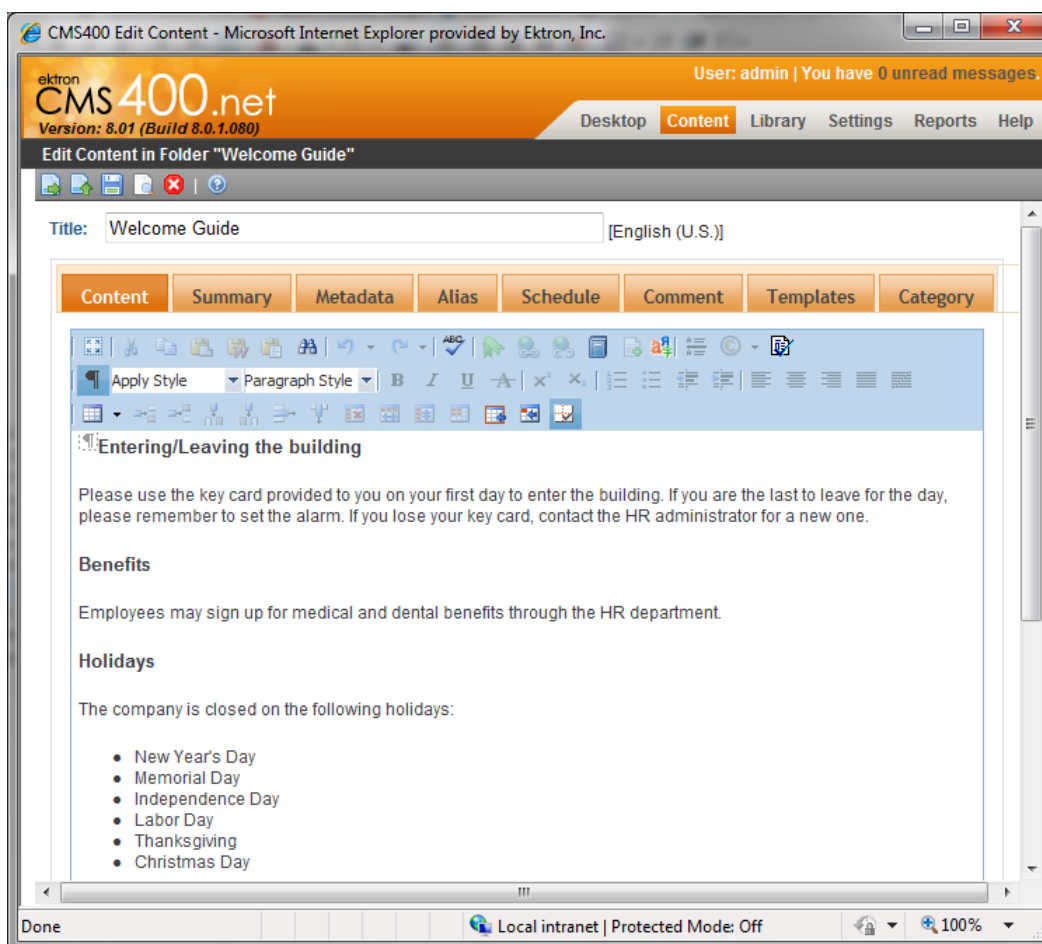 CMS400 Edit Content - Microsoft Internet Explorer provided by Ektron, Inc.
User: admin | You have 0 unread messages.
ektron
CMS400.net
Version: 8.01 (Build 8.0.1.080)
Desktop Content Library Settings Reports Help
Edit Content in Folder "Welcome Guide"
Title: Welcome Guide [English (U.S.)]
Content Summary Metadata Alias Schedule Comment Templates Category
ABC
Apply Style Paragraph Style B I U A x² x₂
Entering/Leaving the building
Please use the key card provided to you on your first day to enter the building. If you are the last to leave for the day,
please remember to set the alarm. If you lose your key card, contact the HR administrator for a new one.
Benefits
Employees may sign up for medical and dental benefits through the HR department.
Holidays
The company is closed on the following holidays:
• New Year's Day
• Memorial Day
• Independence Day
• Labor Day
• Thanksgiving
• Christmas Day
Done Local intranet | Protected Mode: Off 100%